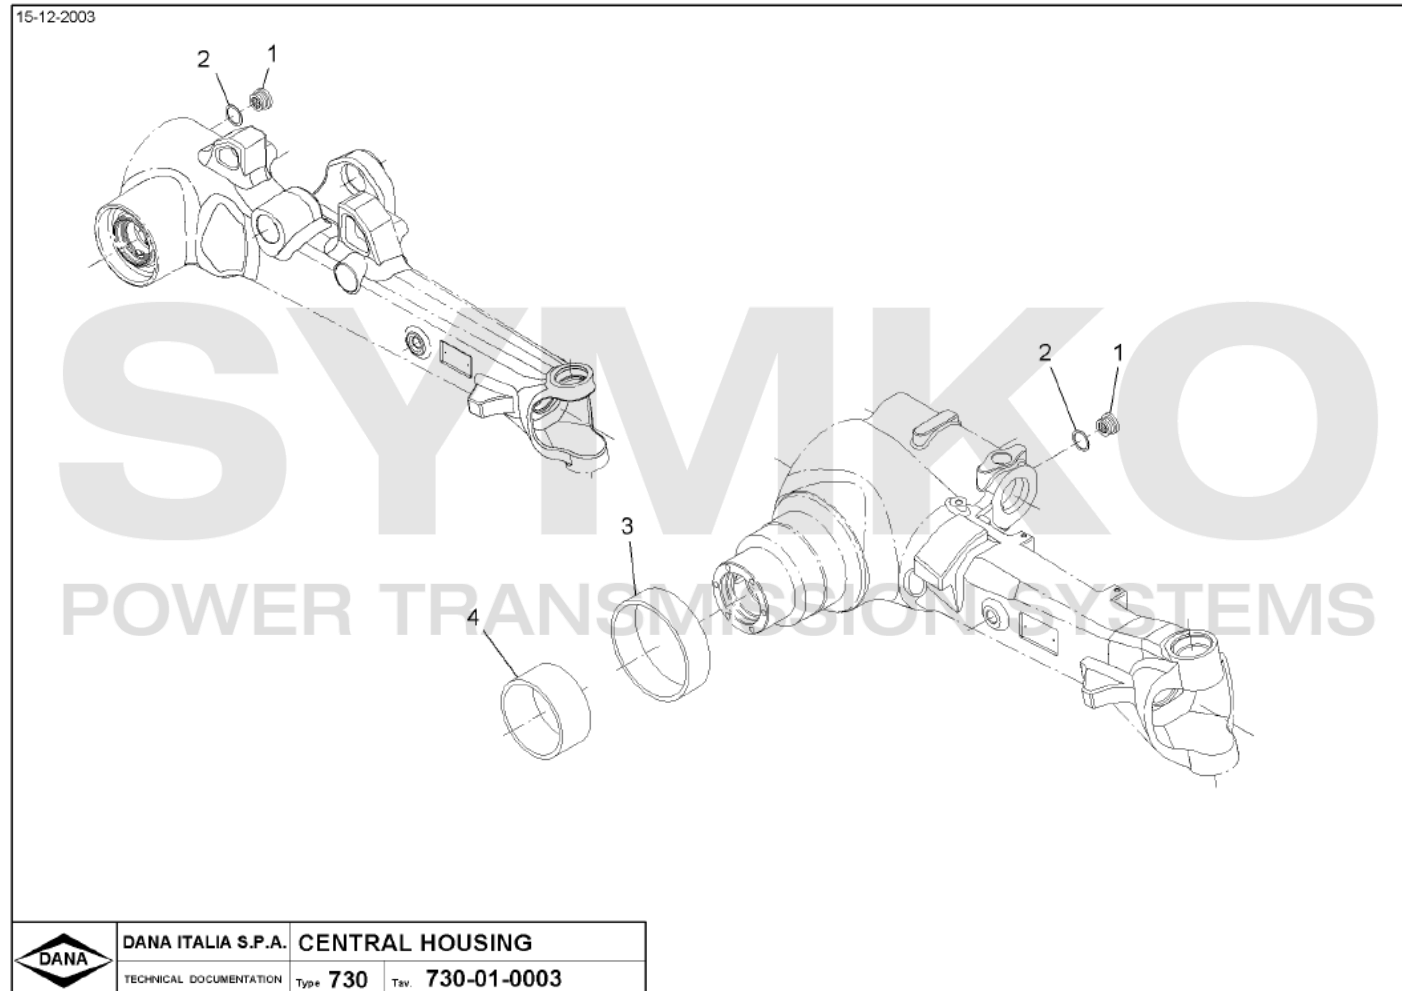 15-12-2003
2 1
2 1
3
4
SYMKO
POWER TRANSMISSION SYSTEMS
DANA
DANA ITALIA S.P.A.
CENTRAL HOUSING
TECHNICAL DOCUMENTATION
Type 730
Tav. 730-01-0003